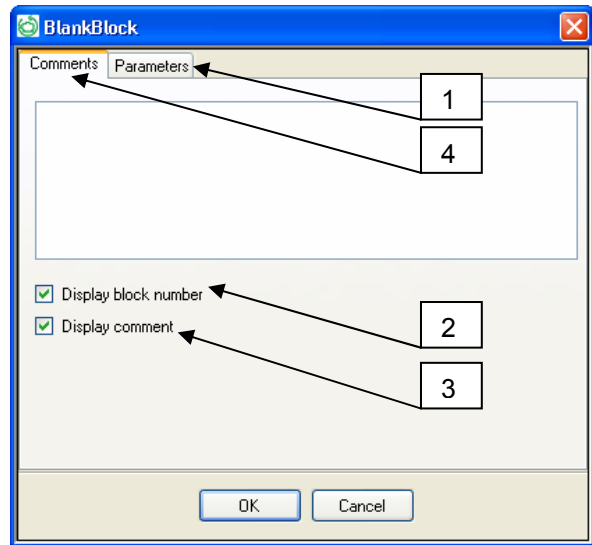 BlankBlock
Comments Parameters
1
4
Display block number
2
Display comment
3
OK Cancel